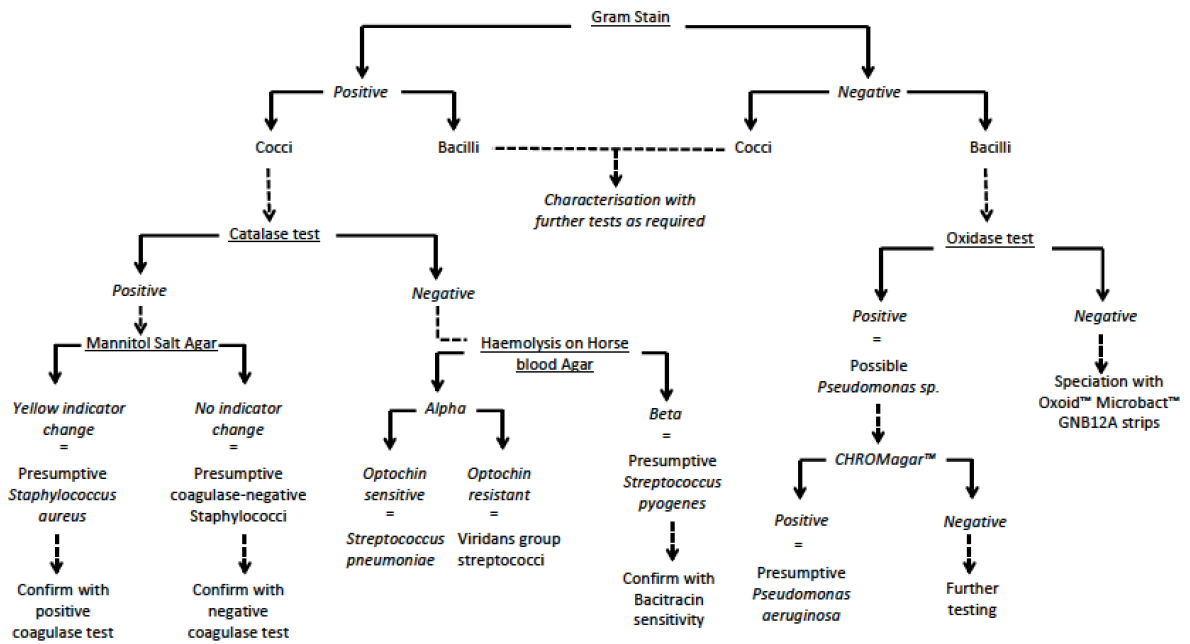 Gram Stain
Positive
Negative
Cocci
Bacilli
Cocci
Bacilli
Characterisation with
further tests as required
Catalase test
Oxidase test
Positive
Negative
Positive
=
Possible
Pseudomonas sp.
Negative
Mannitol Salt Agar
Haemolysis on Horse
blood Agar
Speciation with
Oxoid™ Microbact™
GNB12A strips
Yellow indicator
change
=
Presumptive
Staphylococcus
aureus
No indicator
change
=
Presumptive
coagulase-negative
Staphylococci
Alpha
Beta
=
Presumptive
Streptococcus
pyogenes
CHROMagar™
Optochin
sensitive
=
Streptococcus
pneumoniae
Optochin
resistant
=
Viridans group
streptococci
Positive
=
Presumptive
Pseudomonas
aeruginosa
Negative
Further
testing
Confirm with
positive
coagulase test
Confirm with
negative
coagulase test
Confirm with
Bacitracin
sensitivity